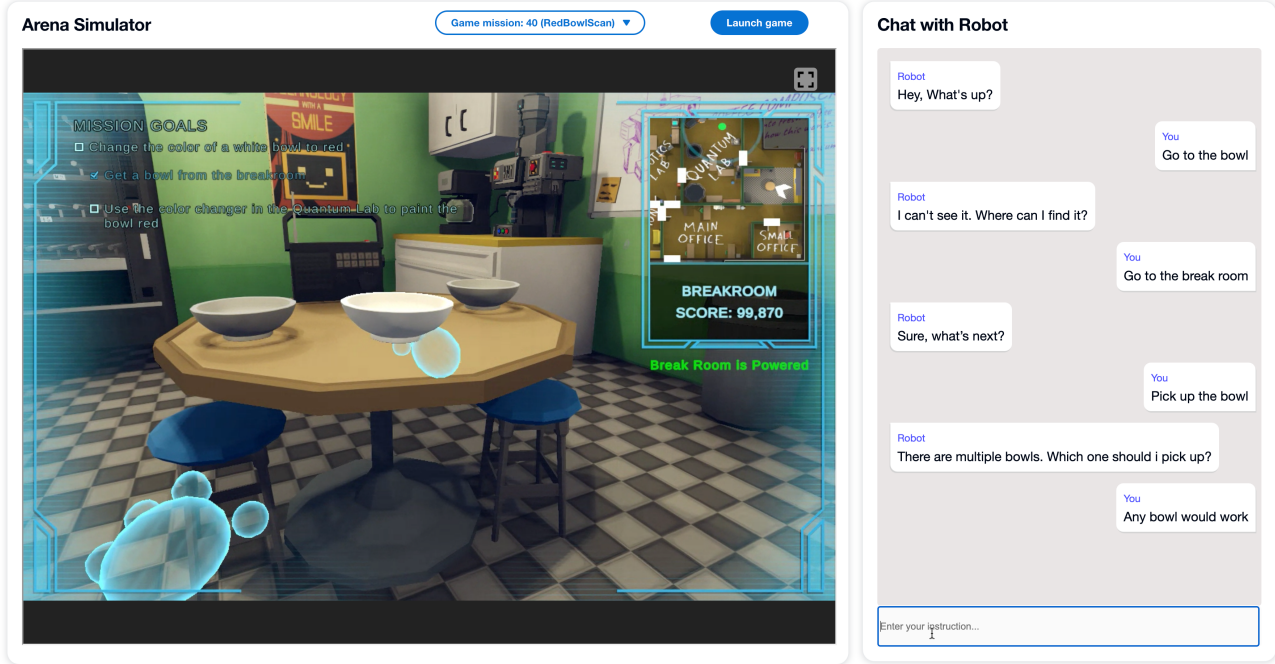 Arena Simulator
Game mission: 40 (RedBowlScan) ▼
Launch game
TECHNOLOGY
WITH A
SMILE
MISSION GOALS
Change the color of a white bowl to red
Get a bowl from the breakroom
Use the color changer in the Quantum Lab to paint the
bowl red
QUANTUM
LAB
MAIN
OFFICE
SMALL
OFFICE
BREAKROOM
SCORE: 99,870
Break Room is Powered
Chat with Robot
Robot
Hey, What's up?
You
Go to the bowl
Robot
I can't see it. Where can I find it?
You
Go to the break room
Robot
Sure, what’s next?
You
Pick up the bowl
Robot
There are multiple bowls. Which one should i pick up?
You
Any bowl would work
Enter your instruction...